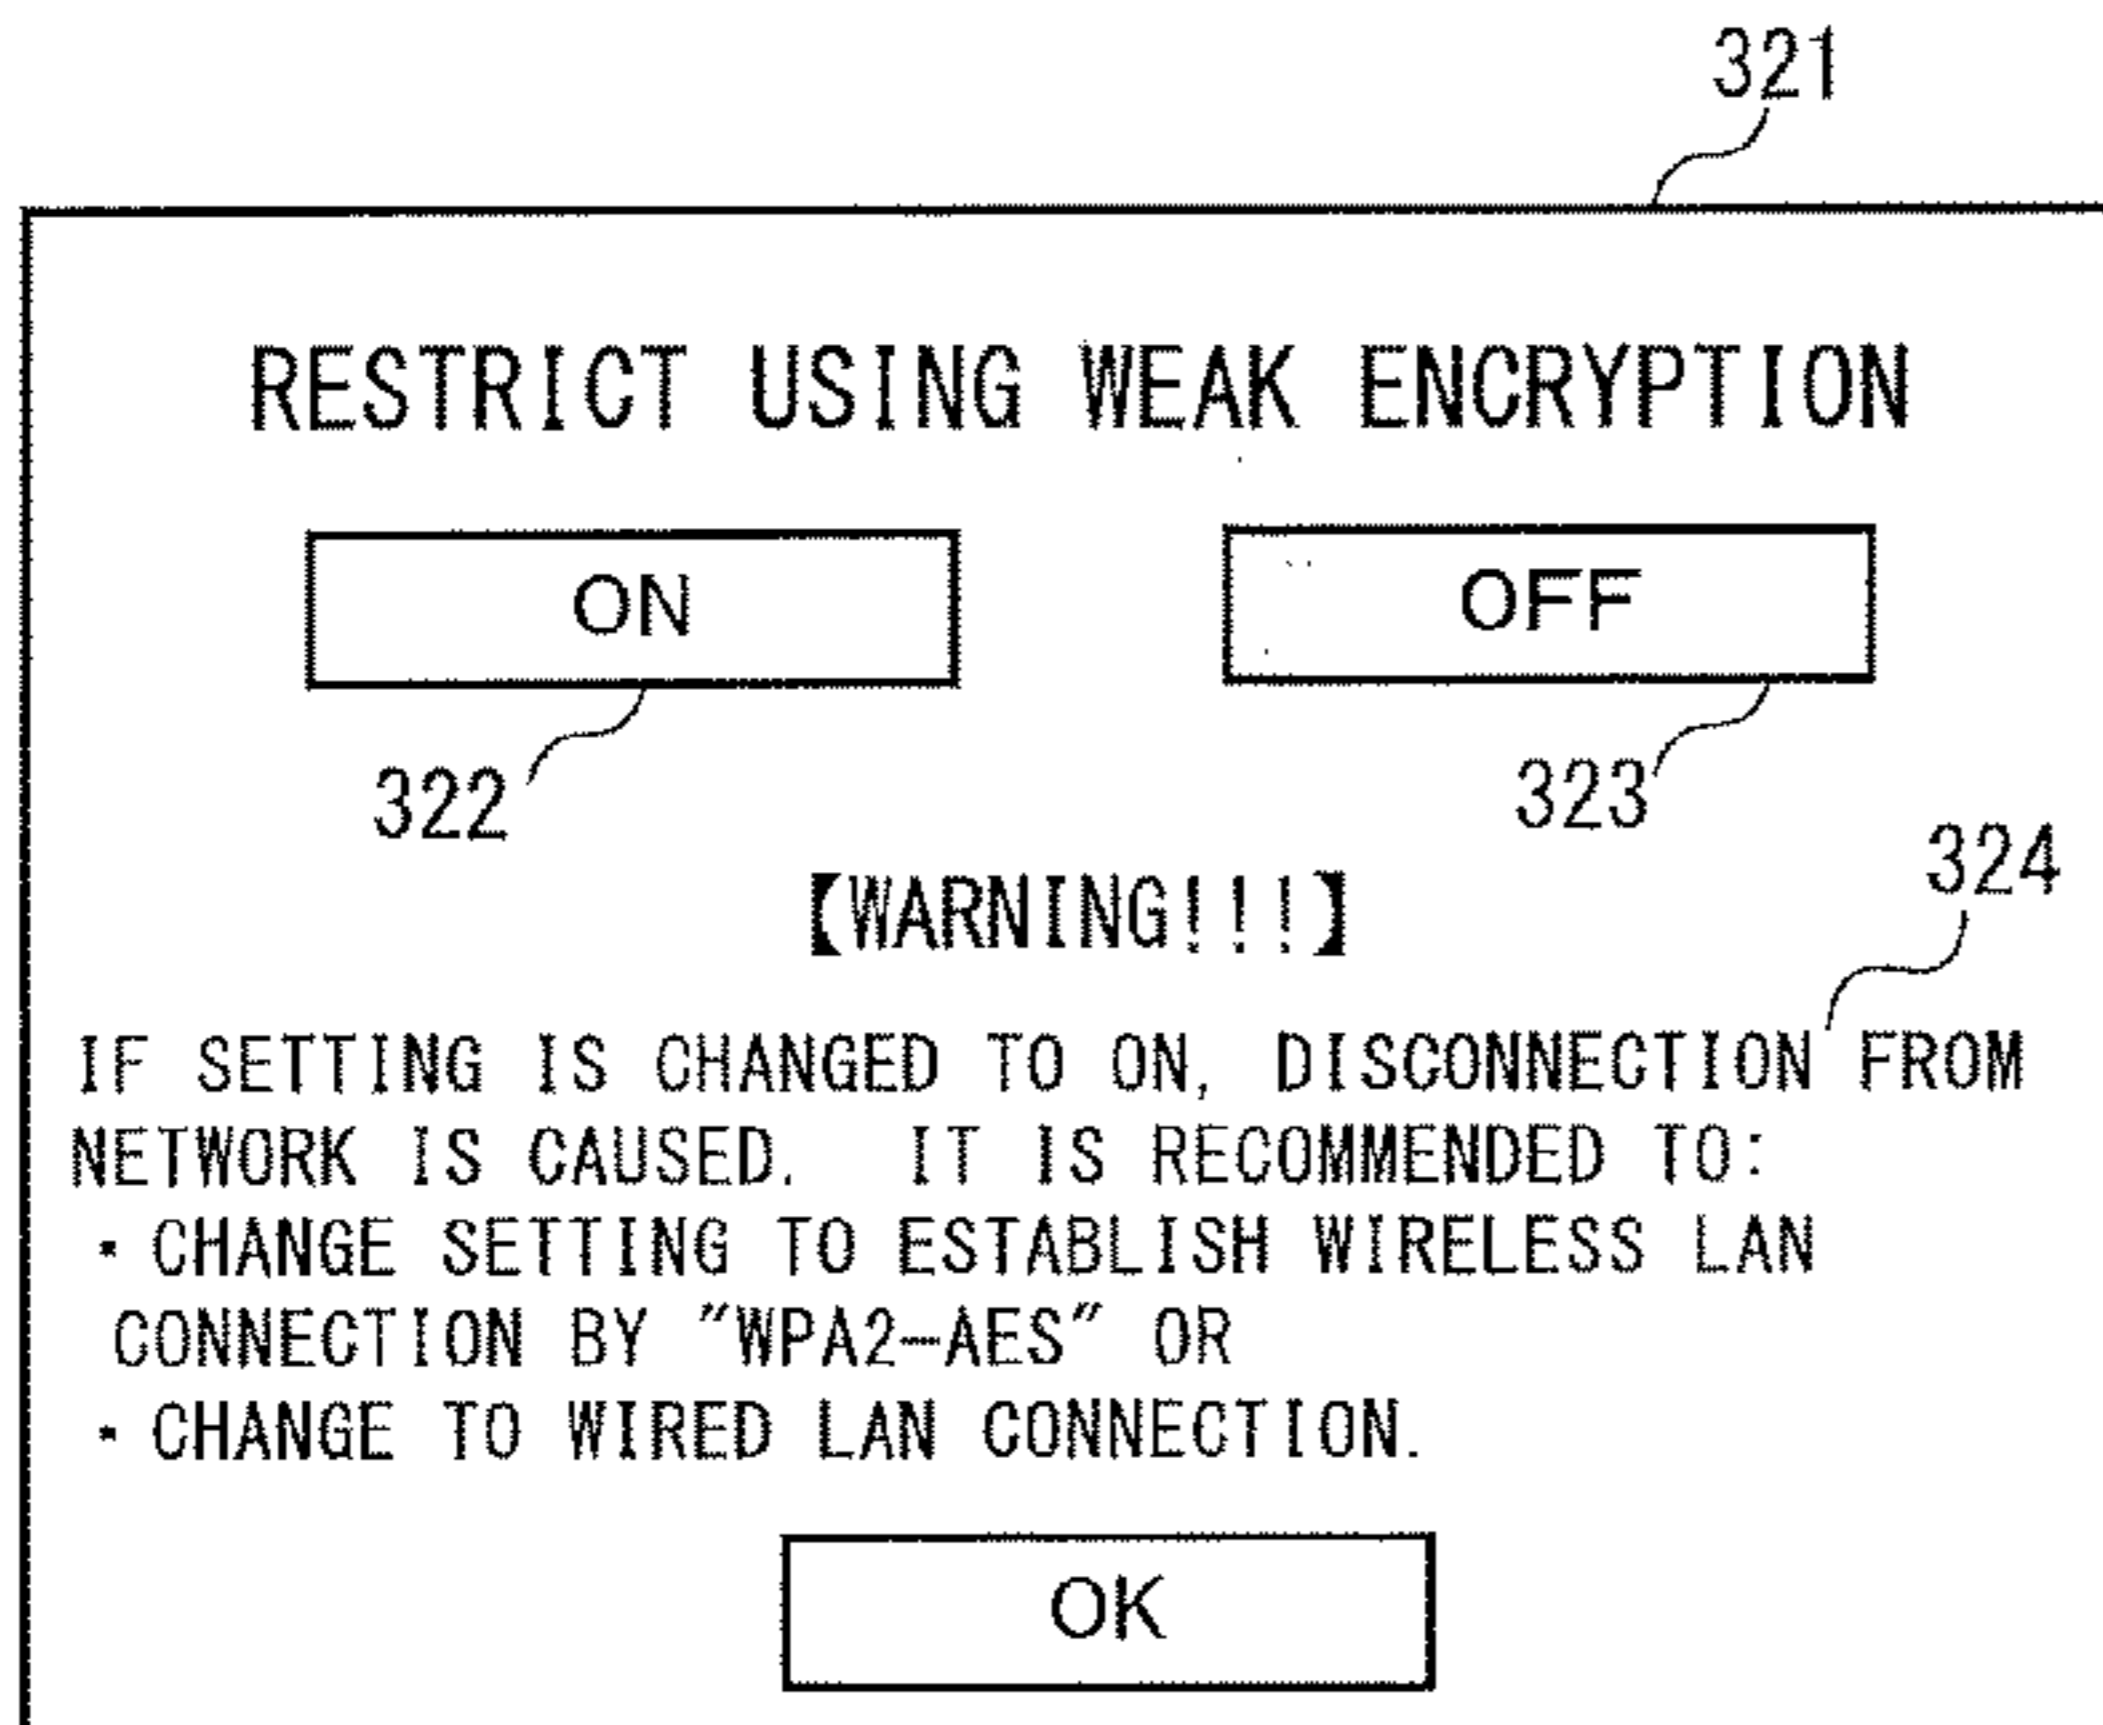 321
RESTRICT USING WEAK ENCRYPTION
ON OFF
322 323
324
【WARNING!!!】
IF SETTING IS CHANGED TO ON, DISCONNECTION FROM
NETWORK IS CAUSED. IT IS RECOMMENDED TO:
・CHANGE SETTING TO ESTABLISH WIRELESS LAN
CONNECTION BY "WPA2-AES" OR
・CHANGE TO WIRED LAN CONNECTION.
OK